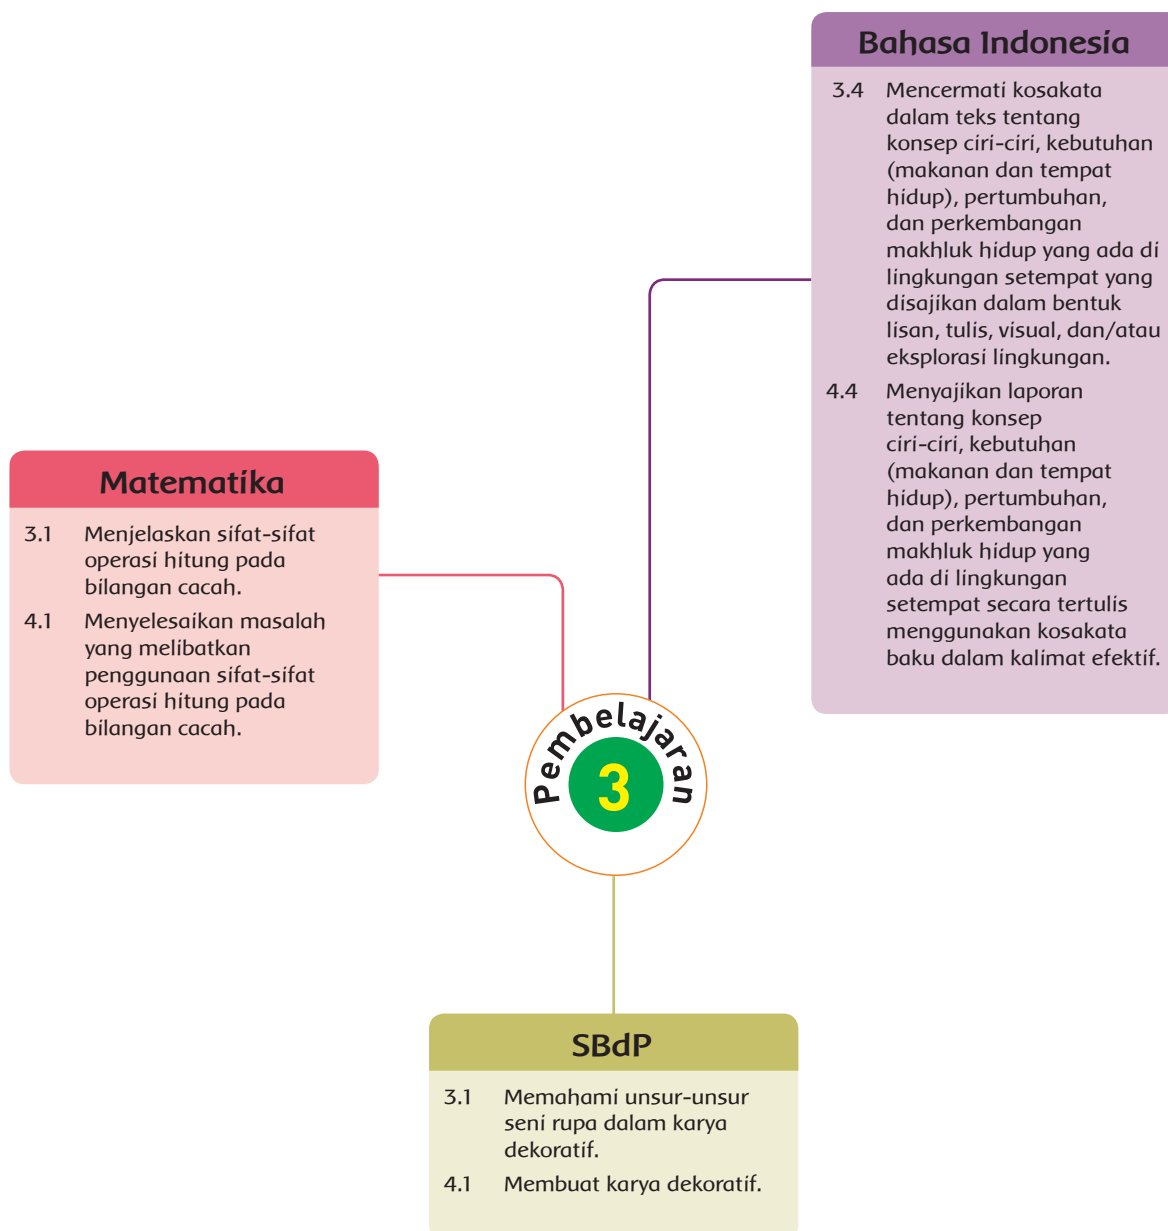 Bahasa Indonesia
3.4 Mencermati kosakata
dalam teks tentang
konsep ciri-ciri, kebutuhan
(makanan dan tempat
hidup), pertumbuhan,
dan perkembangan
makhluk hidup yang ada di
lingkungan setempat yang
disajikan dalam bentuk
lisan, tulis, visual, dan/atau
eksplorasi lingkungan.
4.4 Menyajikan laporan
tentang konsep
ciri-ciri, kebutuhan
(makanan dan tempat
hidup), pertumbuhan,
dan perkembangan
makhluk hidup yang
ada di lingkungan
setempat secara tertulis
menggunakan kosakata
baku dalam kalimat efektif.
Matematika
3.1 Menjelaskan sifat-sifat
operasi hitung pada
bilangan cacah.
4.1 Menyelesaikan masalah
yang melibatkan
penggunaan sifat-sifat
operasi hitung pada
bilangan cacah.
Pembelajaran
3
SBdP
3.1 Memahami unsur-unsur
seni rupa dalam karya
dekoratif.
4.1 Membuat karya dekoratif.